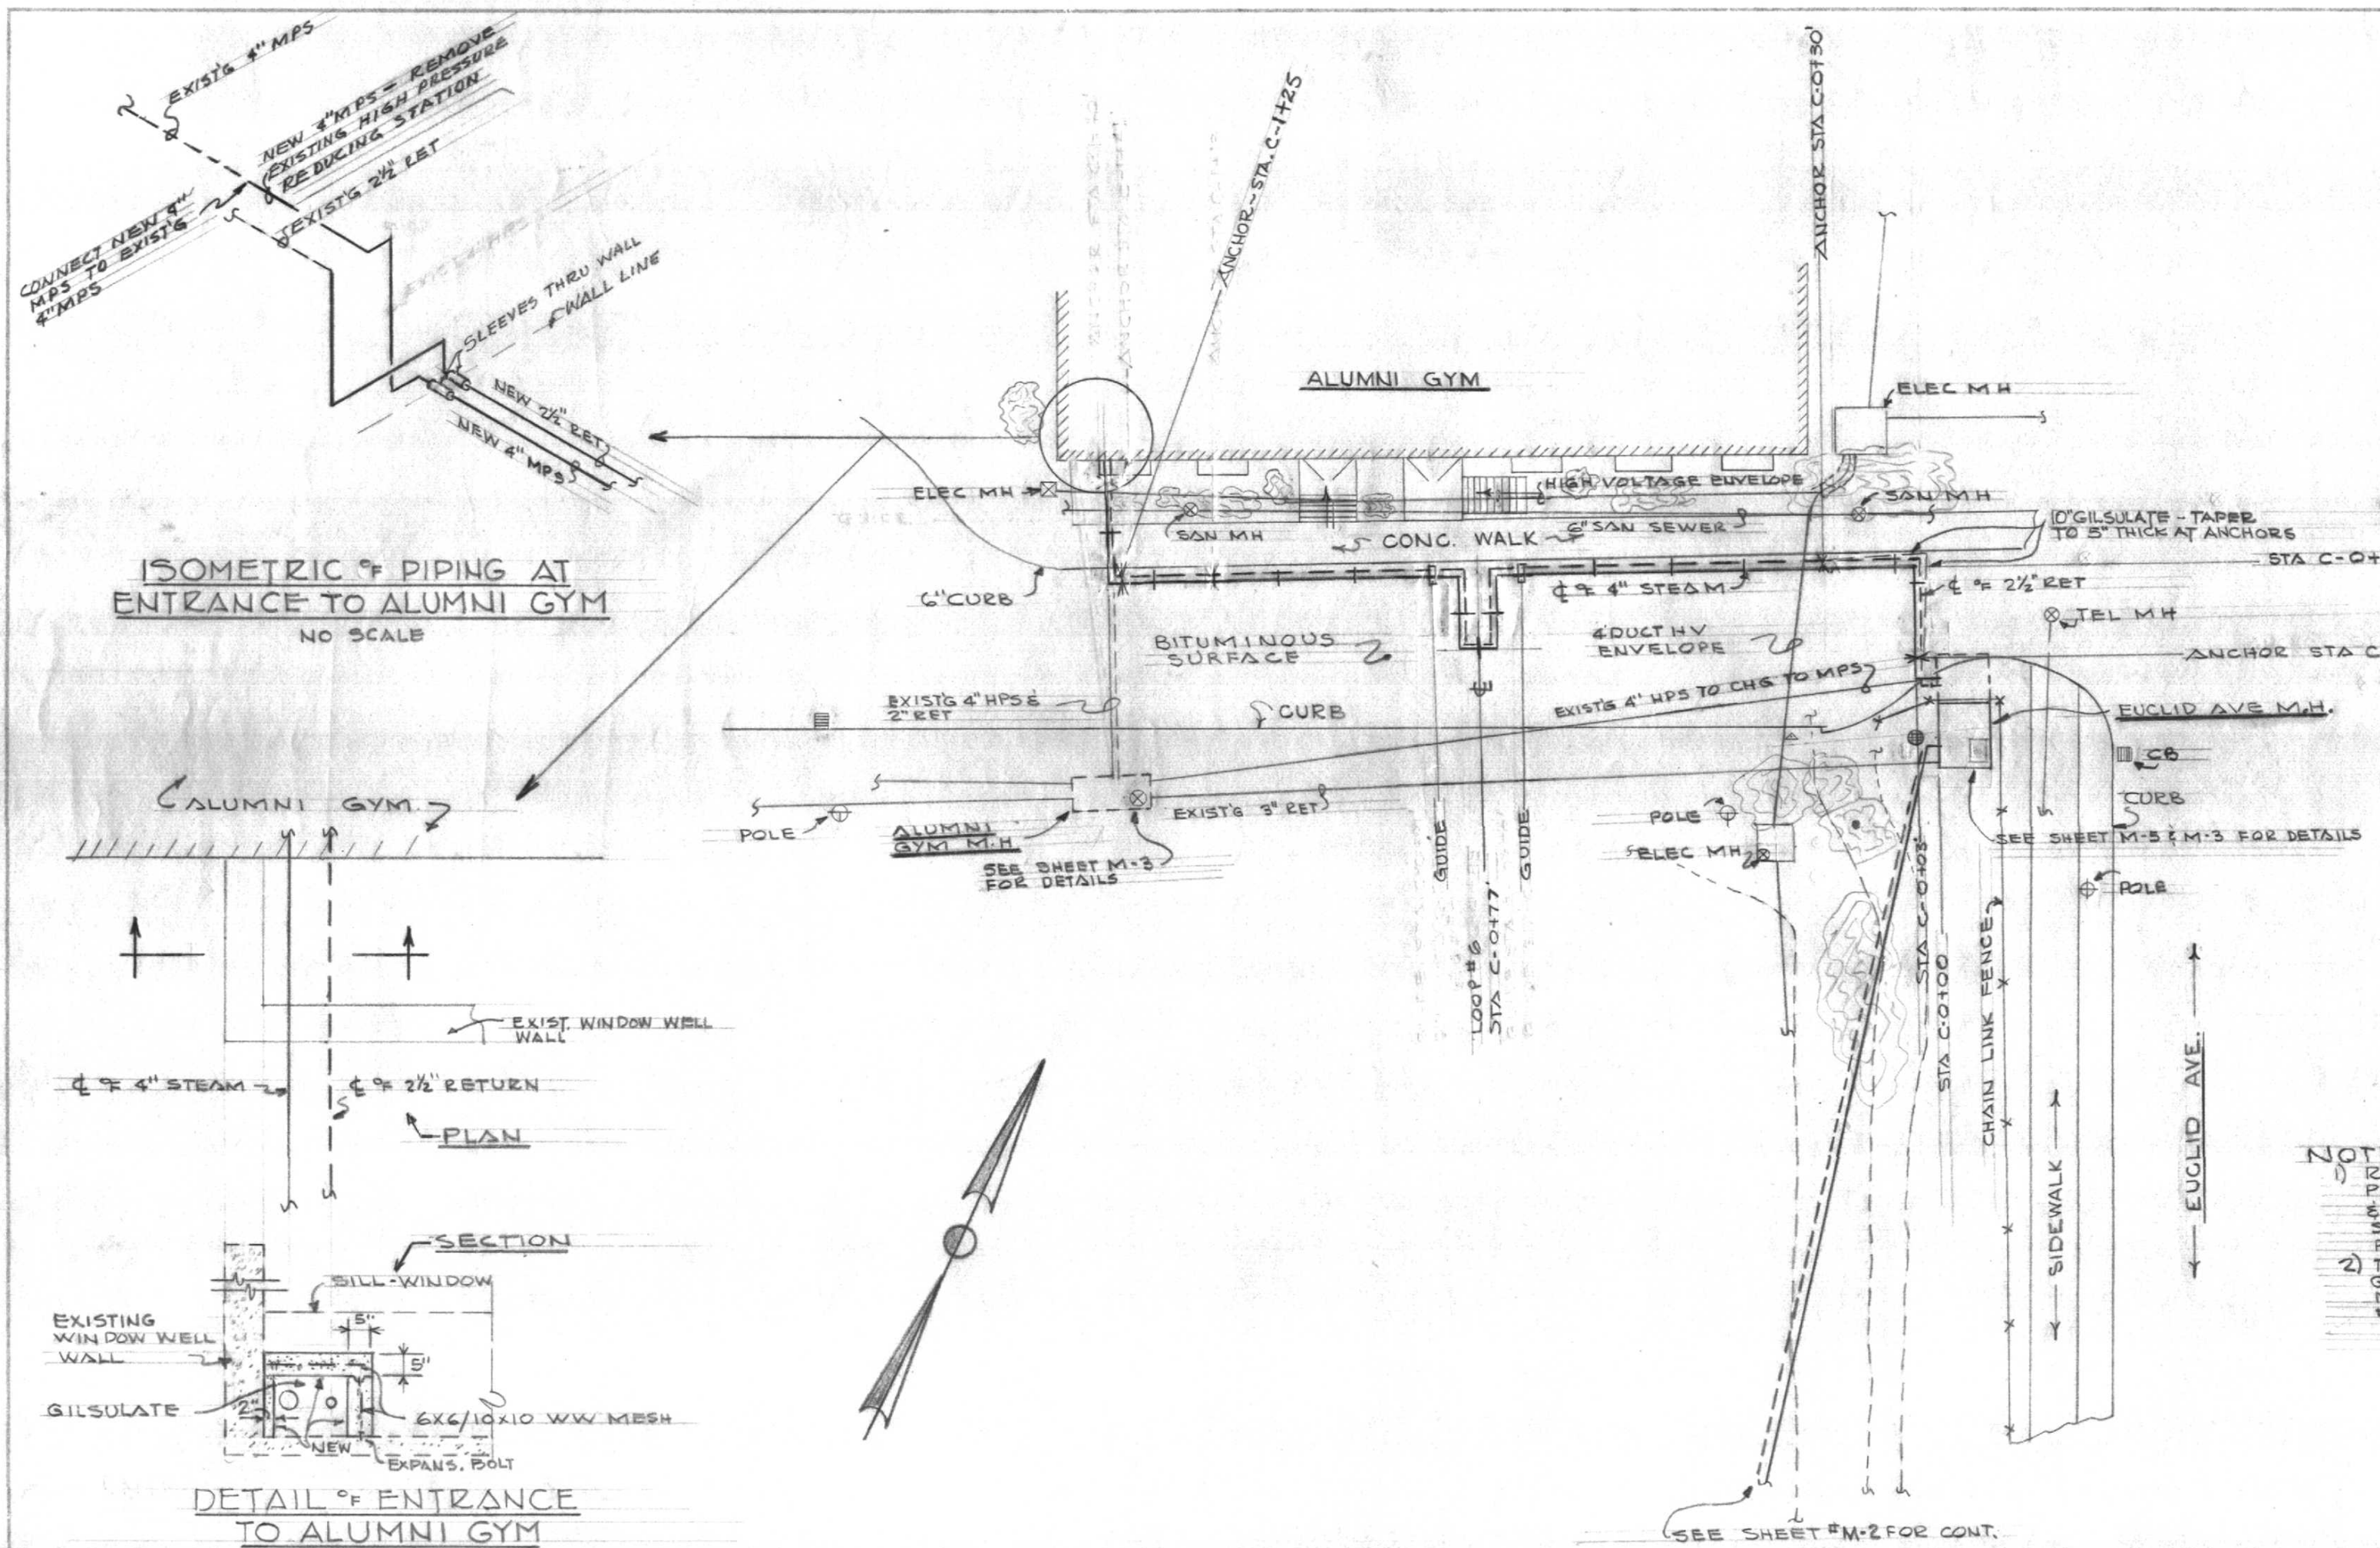 EXIST'G 4" MPS
NEW 4" MPS - REMOVE
EXISTING HIGH PRESSURE
REDUCING STATION
EXIST'G 2½" RET
CONNECT NEW 4"
MPS TO EXIST'G
4" MPS
SLEEVES THRU WALL
WALL LINE
NEW 2½" RET
NEW 4" MPS
ISOMETRIC OF PIPING AT
ENTRANCE TO ALUMNI GYM
NO SCALE
ANCHOR~STA. C-1+25
ANCHOR STA C-0+30'
ALUMNI GYM
ELEC MH
ELEC MH
HIGH VOLTAGE ENVELOPE
SAN MH
SAN MH
6" SAN SEWER
CONC. WALK
10" GILSULATE - TAPER
TO 5" THICK AT ANCHORS
STA C-0+
6" CURB
℄ OF 4" STEAM
℄ OF 2½" RET
TEL MH
BITUMINOUS
SURFACE
4 DUCT HV
ENVELOPE
ANCHOR STA C
EXIST'G 4" HPS &
2" RET
CURB
EXIST'G 4" HPS TO CHG TO MPS
EUCLID AVE M.H.
CB
CURB
POLE
ALUMNI
GYM M.H
EXIST'G 3" RET
SEE SHEET M-3
FOR DETAILS
GUIDE
GUIDE
LOOP #6
STA C-0+77'
POLE
ELEC MH
SEE SHEET M-5 & M-3 FOR DETAILS
POLE
STA C-0+03'
STA C-0+00
CHAIN LINK FENCE
SIDEWALK
EUCLID AVE.
ALUMNI GYM
EXIST. WINDOW WELL
WALL
℄ OF 4" STEAM
℄ OF 2½" RETURN
PLAN
SECTION
SILL-WINDOW
EXISTING
WINDOW WELL
WALL
5"
5"
GILSULATE
2"
6X6/10X10 WW MESH
NEW
EXPANS. BOLT
DETAIL OF ENTRANCE
TO ALUMNI GYM
SEE SHEET #M-2 FOR CONT.
NOT
1)
2)